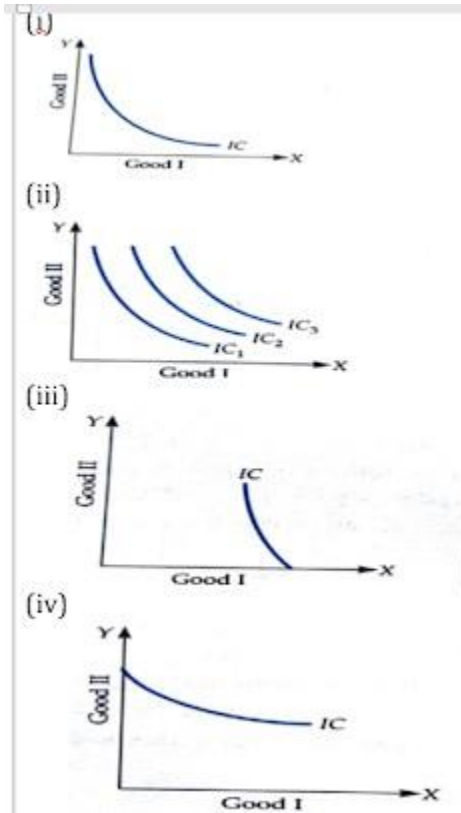 (i)
Y
Good II
IC
X
Good I
(ii)
Y
Good II
IC₃
IC₂
IC₁
X
Good I
(iii)
Y
Good II
IC
X
Good I
(iv)
Y
Good II
IC
X
Good I